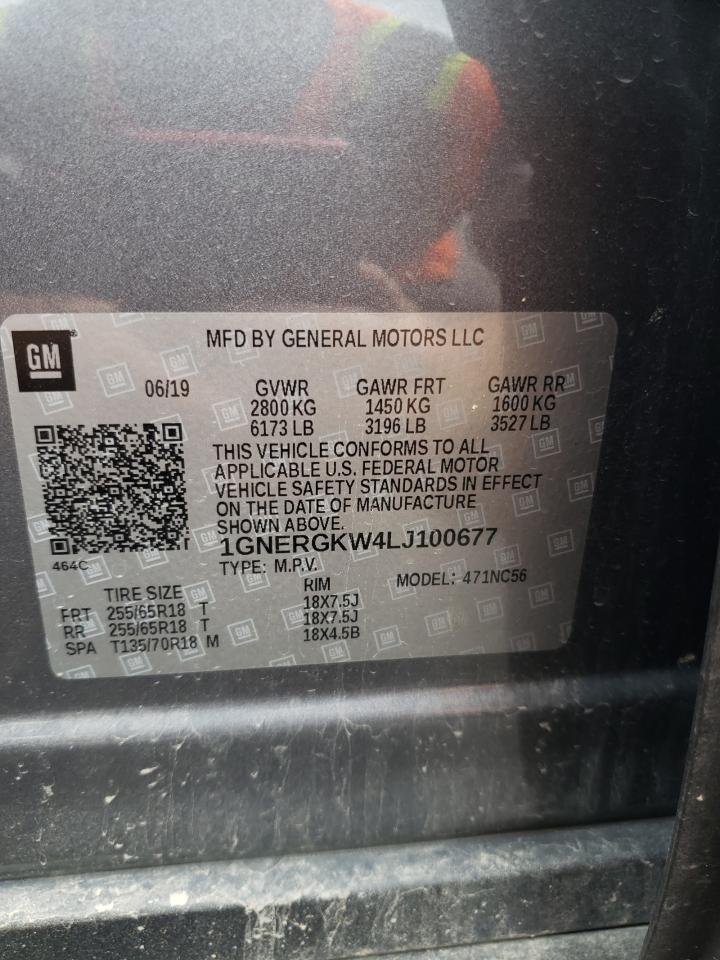 GM
MFD BY GENERAL MOTORS LLC
06/19 GVWR GAWR FRT GAWR RR
2800 KG 1450 KG 1600 KG
6173 LB 3196 LB 3527 LB
THIS VEHICLE CONFORMS TO ALL
APPLICABLE U.S. FEDERAL MOTOR
VEHICLE SAFETY STANDARDS IN EFFECT
ON THE DATE OF MANUFACTURE
SHOWN ABOVE.
1GNERGKW4LJ100677
464C
TYPE: M.P.V. MODEL: 471NC56
TIRE SIZE RIM
FRT 255/65R18 T 18X7.5J
RR 255/65R18 T 18X7.5J
SPA T135/70R18 M 18X4.5B